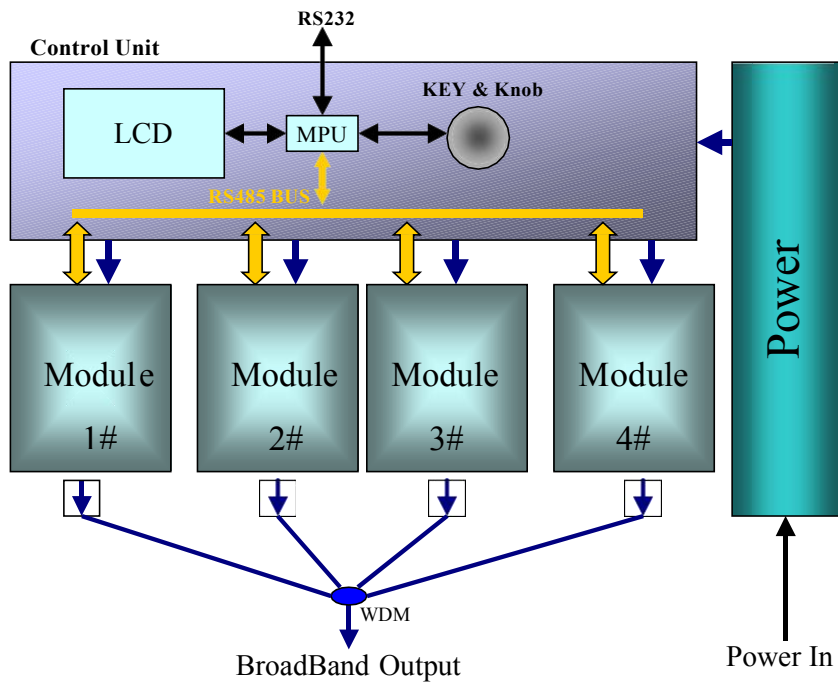 RS232
Control Unit
KEY & Knob
LCD
MPU
RS485 BUS
Power
Module
1#
Module
2#
Module
3#
Module
4#
WDM
BroadBand Output
Power In